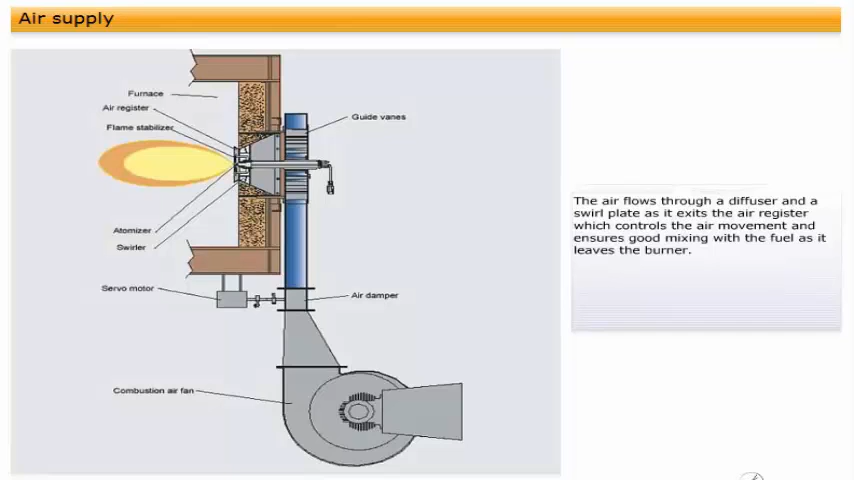 Air supply
Furnace
Air register
Flame stabilizer
Guide vanes
Atomizer
Swirler
Servo motor
Air damper
Combustion air fan
The air flows through a diffuser and a
swirl plate as it exits the air register
which controls the air movement and
ensures good mixing with the fuel as it
leaves the burner.